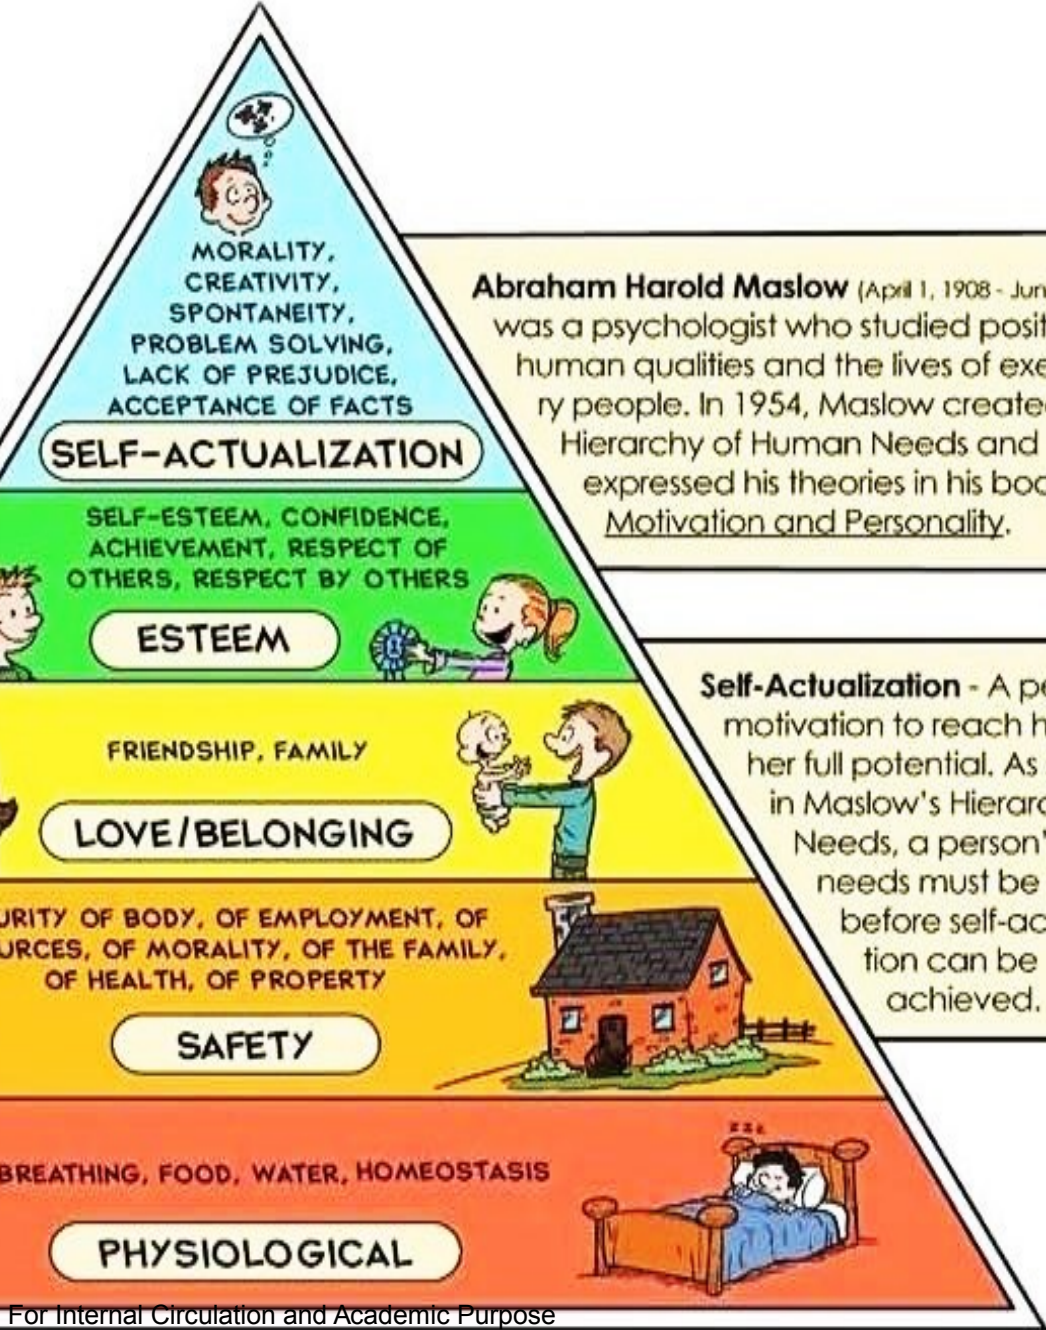 MORALITY,
CREATIVITY,
SPONTANEITY,
PROBLEM SOLVING,
LACK OF PREJUDICE,
ACCEPTANCE OF FACTS
SELF-ACTUALIZATION
SELF-ESTEEM, CONFIDENCE,
ACHIEVEMENT, RESPECT OF
OTHERS, RESPECT BY OTHERS
ESTEEM
FRIENDSHIP, FAMILY
LOVE/BELONGING
OF BODY, OF EMPLOYMENT, OF
OF MORALITY, OF THE FAMILY,
OF HEALTH, OF PROPERTY
SAFETY
BREATHING, FOOD, WATER, HOMEOSTASIS
zzz
PHYSIOLOGICAL
Abraham Harold Maslow (April 1, 1908 -
was a psychologist who studied
human qualities and the lives of
ry people. In 1954, Maslow
Hierarchy of Human Needs and
expressed his theories in his
Motivation and Personality.
Self-Actualization - A
motivation to reach
her full potential. As
in Maslow's
Needs, a
needs must be
before
tion can be
achieved.
For Internal Circulation and Academic Purpose